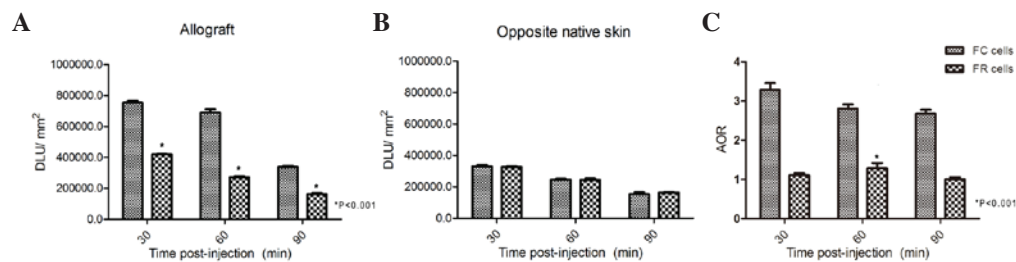 A
Allograft
DLU/ mm²
1000000.0
800000.0
600000.0
400000.0
200000.0
0.0
*
*
*
30
60
90
*P<0.001
Time post-injection (min)
B
Opposite native skin
DLU/ mm²
1000000.0
800000.0
600000.0
400000.0
200000.0
0.0
30
60
90
Time post-injection (min)
C
FC cells
FR cells
AOR
4
3
2
1
0
*
30
60
90
*P<0.001
Time post-injection (min)